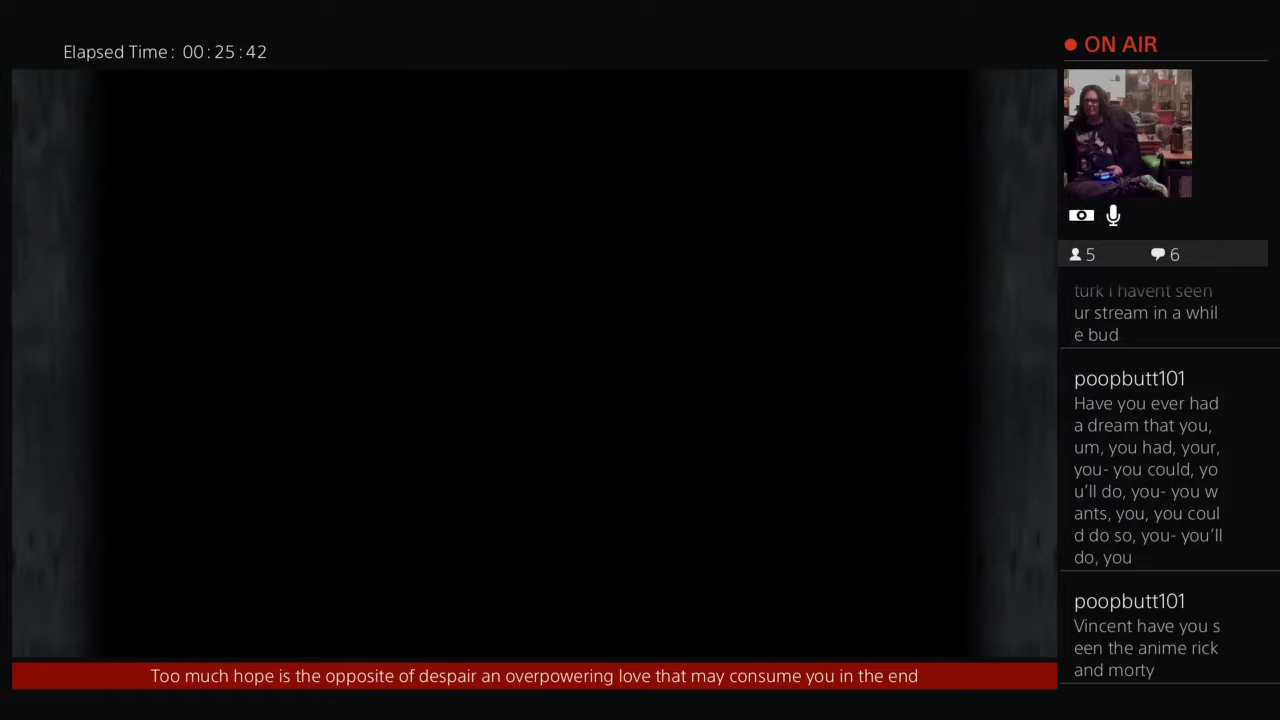 Elapsed Time: 00:25:42
ON AIR
5 6
turk i havent seen
ur stream in a whil
e bud
poopbutt101
Have you ever had
a dream that you,
um, you had, your,
you- you could, yo
u'll do, you- you w
ants, you, you coul
d do so, you- you'll
do, you
poopbutt101
Vincent have you s
een the anime rick
and morty
Too much hope is the opposite of despair an overpowering love that may consume you in the end